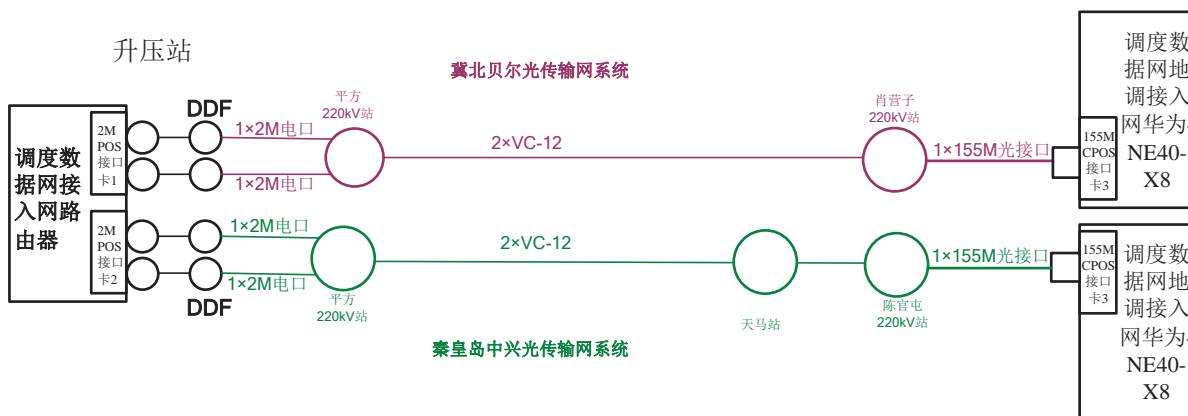 升压站
冀北贝尔光传输网系统
调度数
据网接
入网路
由器
2M
POS
接口
卡1
DDF
1×2M电口
1×2M电口
平方
220kV站
2×VC-12
肖营子
220kV站
1×155M光接口
155M
CPOS
接口
卡3
调度数
据网地
调接入
网华为
NE40-
X8
2M
POS
接口
卡2
1×2M电口
1×2M电口
DDF
平方
220kV站
2×VC-12
天马站
陈官屯
220kV站
1×155M光接口
155M
CPOS
接口
卡3
调度数
据网地
调接入
网华为
NE40-
X8
秦皇岛中兴光传输网系统